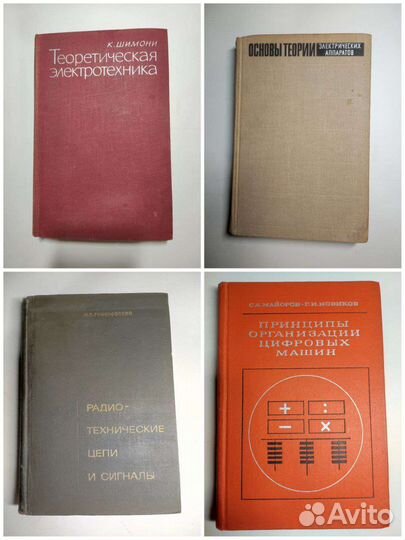 К. ШИМОНИ
Теоретическая
электротехника
ОСНОВЫ ТЕОРИИ ЭЛЕКТРИЧЕСКИХ
АППАРАТОВ
РАДИО-
ТЕХНИЧЕСКИЕ
ЦЕПИ
И СИГНАЛЫ
С.А.МАЙОРОВ·Г.И.НОВИКОВ
ПРИНЦИПЫ
ОРГАНИЗАЦИИ
ЦИФРОВЫХ
МАШИН
+ :
− ×
Avito